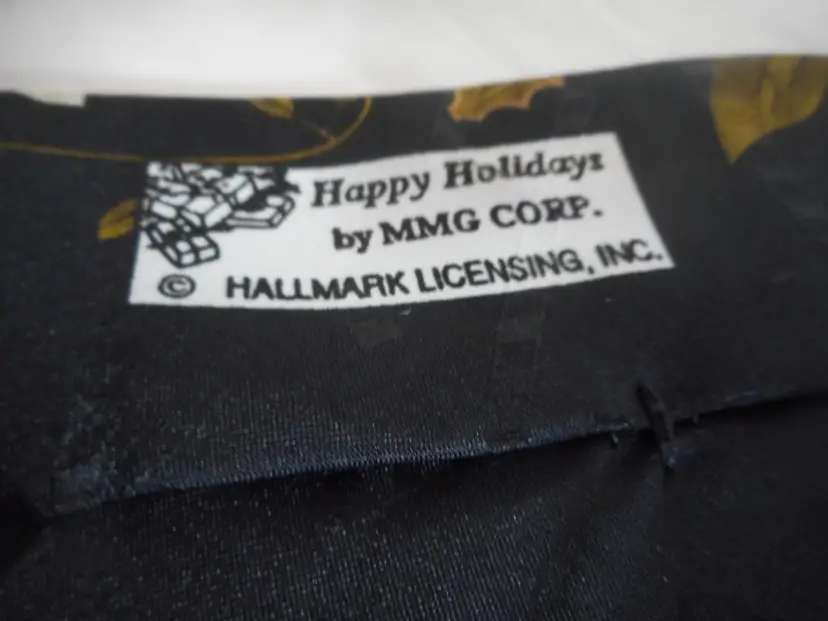 Happy Holidays
by MMG CORP.
© HALLMARK LICENSING, INC.